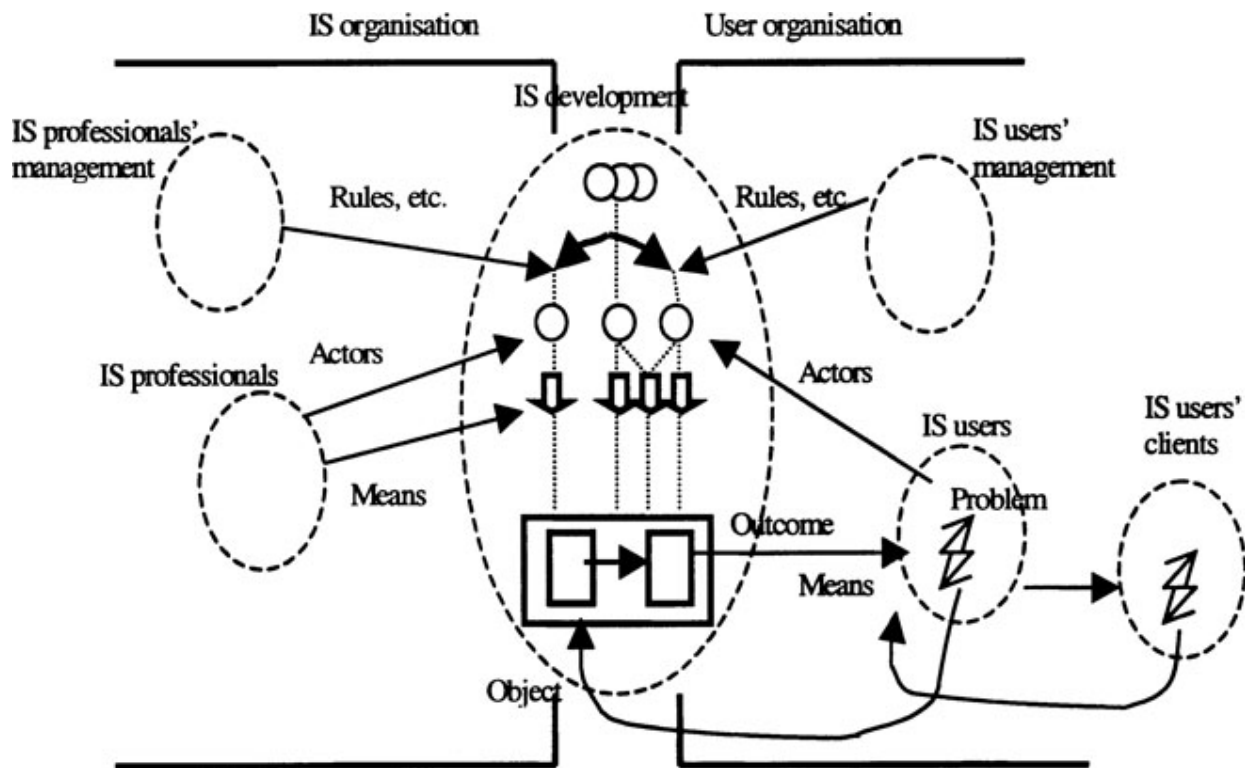 IS organisation
User organisation
IS development
IS professionals'
management
IS users'
management
Rules, etc.
Rules, etc.
Actors
IS professionals
Actors
IS users
IS users'
clients
Means
Problem
Outcome
Means
Object